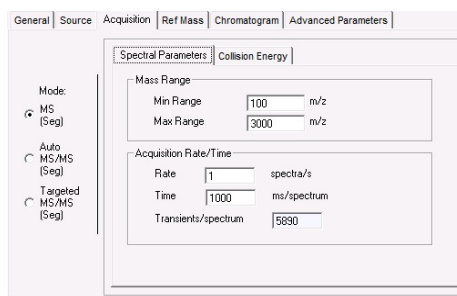 General Source Acquisition Ref Mass Chromatogram Advanced Parameters
Spectral Parameters Collision Energy
Mode:
MS
(Seg)
Auto
MS/MS
(Seg)
Targeted
MS/MS
(Seg)
Mass Range
Min Range 100 m/z
Max Range 3000 m/z
Acquisition Rate/Time
Rate 1 spectra/s
Time 1000 ms/spectrum
Transients/spectrum 5890